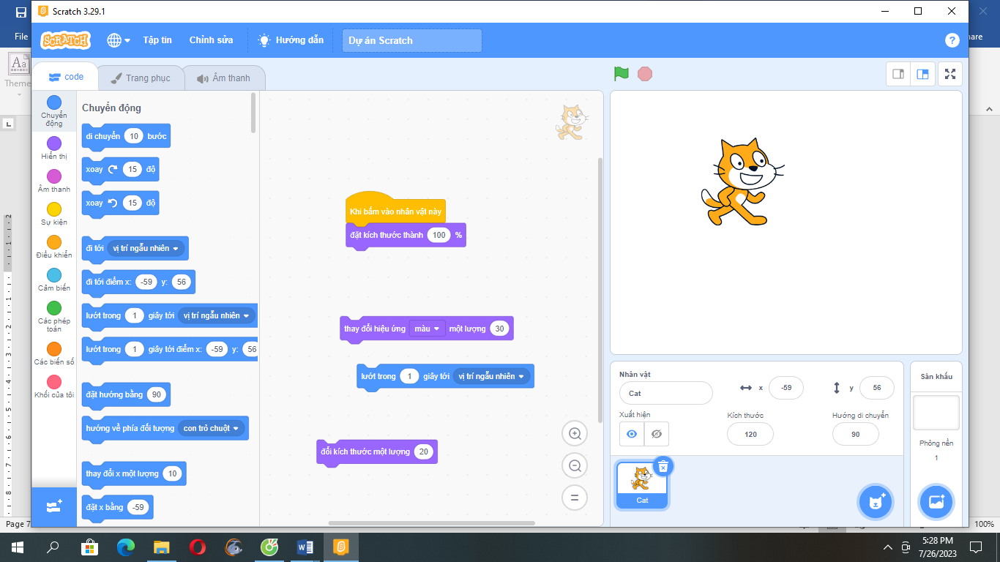 Scratch 3.29.1
File
are
SCRATCH
Tập tin
Chỉnh sửa
Hướng dẫn
Dự án Scratch
?
Aa
Theme
code
Trang phục
Âm thanh
Chuyển động
Hiển thị
Âm thanh
Sự kiện
Điều khiển
Cảm biến
Các phép toán
Các biến số
Khối của tôi
Chuyển động
di chuyển 10 bước
xoay 15 độ
xoay 15 độ
đi tới vị trí ngẫu nhiên
đi tới điểm x: -59 y: 56
lướt trong 1 giây tới vị trí ngẫu nhiên
lướt trong 1 giây tới điểm x: -59 y: 56
đặt hướng bằng 90
hướng về phía đối tượng con trỏ chuột
thay đổi x một lượng 10
đặt x bằng -59
Khi bấm vào nhân vật này
đặt kích thước thành 100 %
thay đổi hiệu ứng màu một lượng 30
lướt trong 1 giây tới vị trí ngẫu nhiên
đổi kích thước một lượng 20
Nhân vật
Cat
x -59
y 56
Xuất hiện
Kích thước
120
Hướng di chuyển
90
Cat
Sân khấu
Phông nền
1
Page 7
100%
5:28 PM
7/26/2023